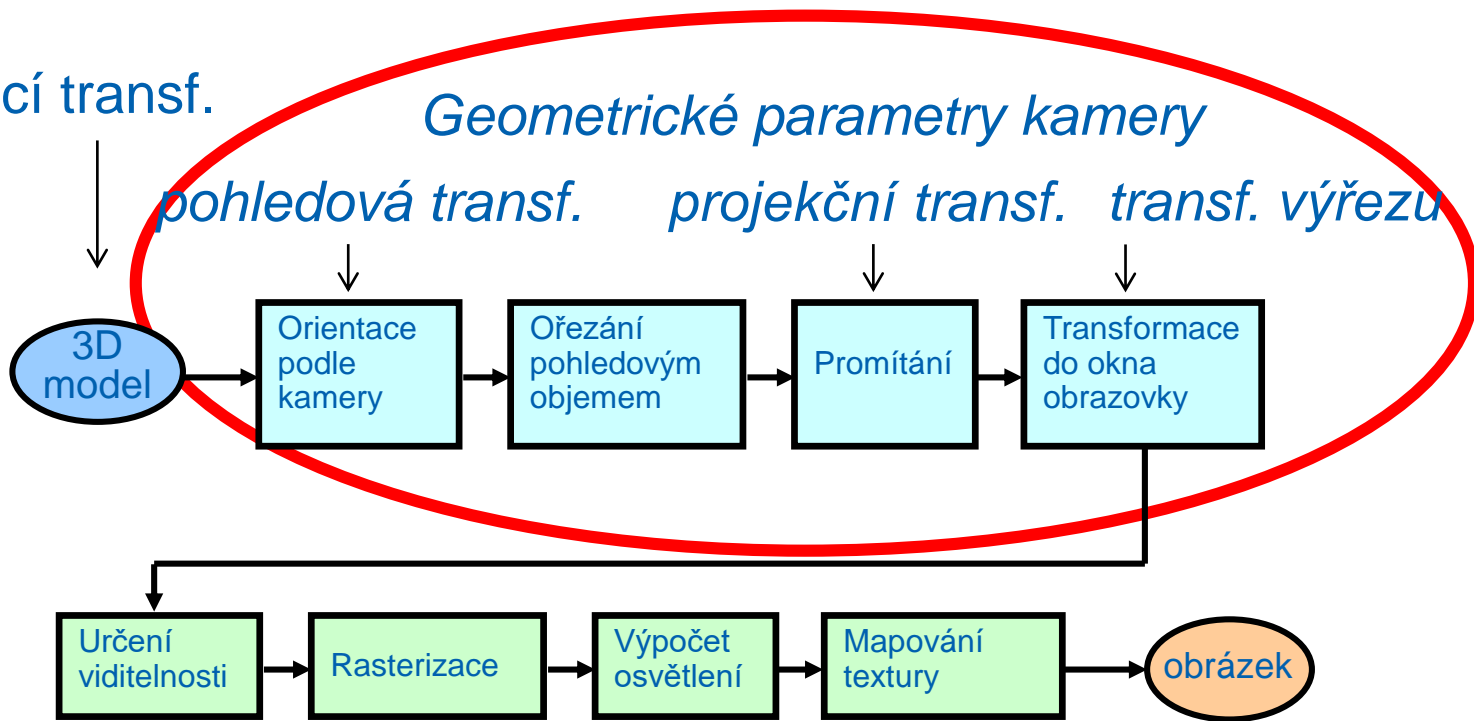 cí transf.
Geometrické parametry kamery
pohledová transf.
projekční transf.
transf. výřezu
3D
model
Orientace
podle
kamery
Ořezání
pohledovým
objemem
Promítání
Transformace
do okna
obrazovky
Určení
viditelnosti
Rasterizace
Výpočet
osvětlení
Mapování
textury
obrázek